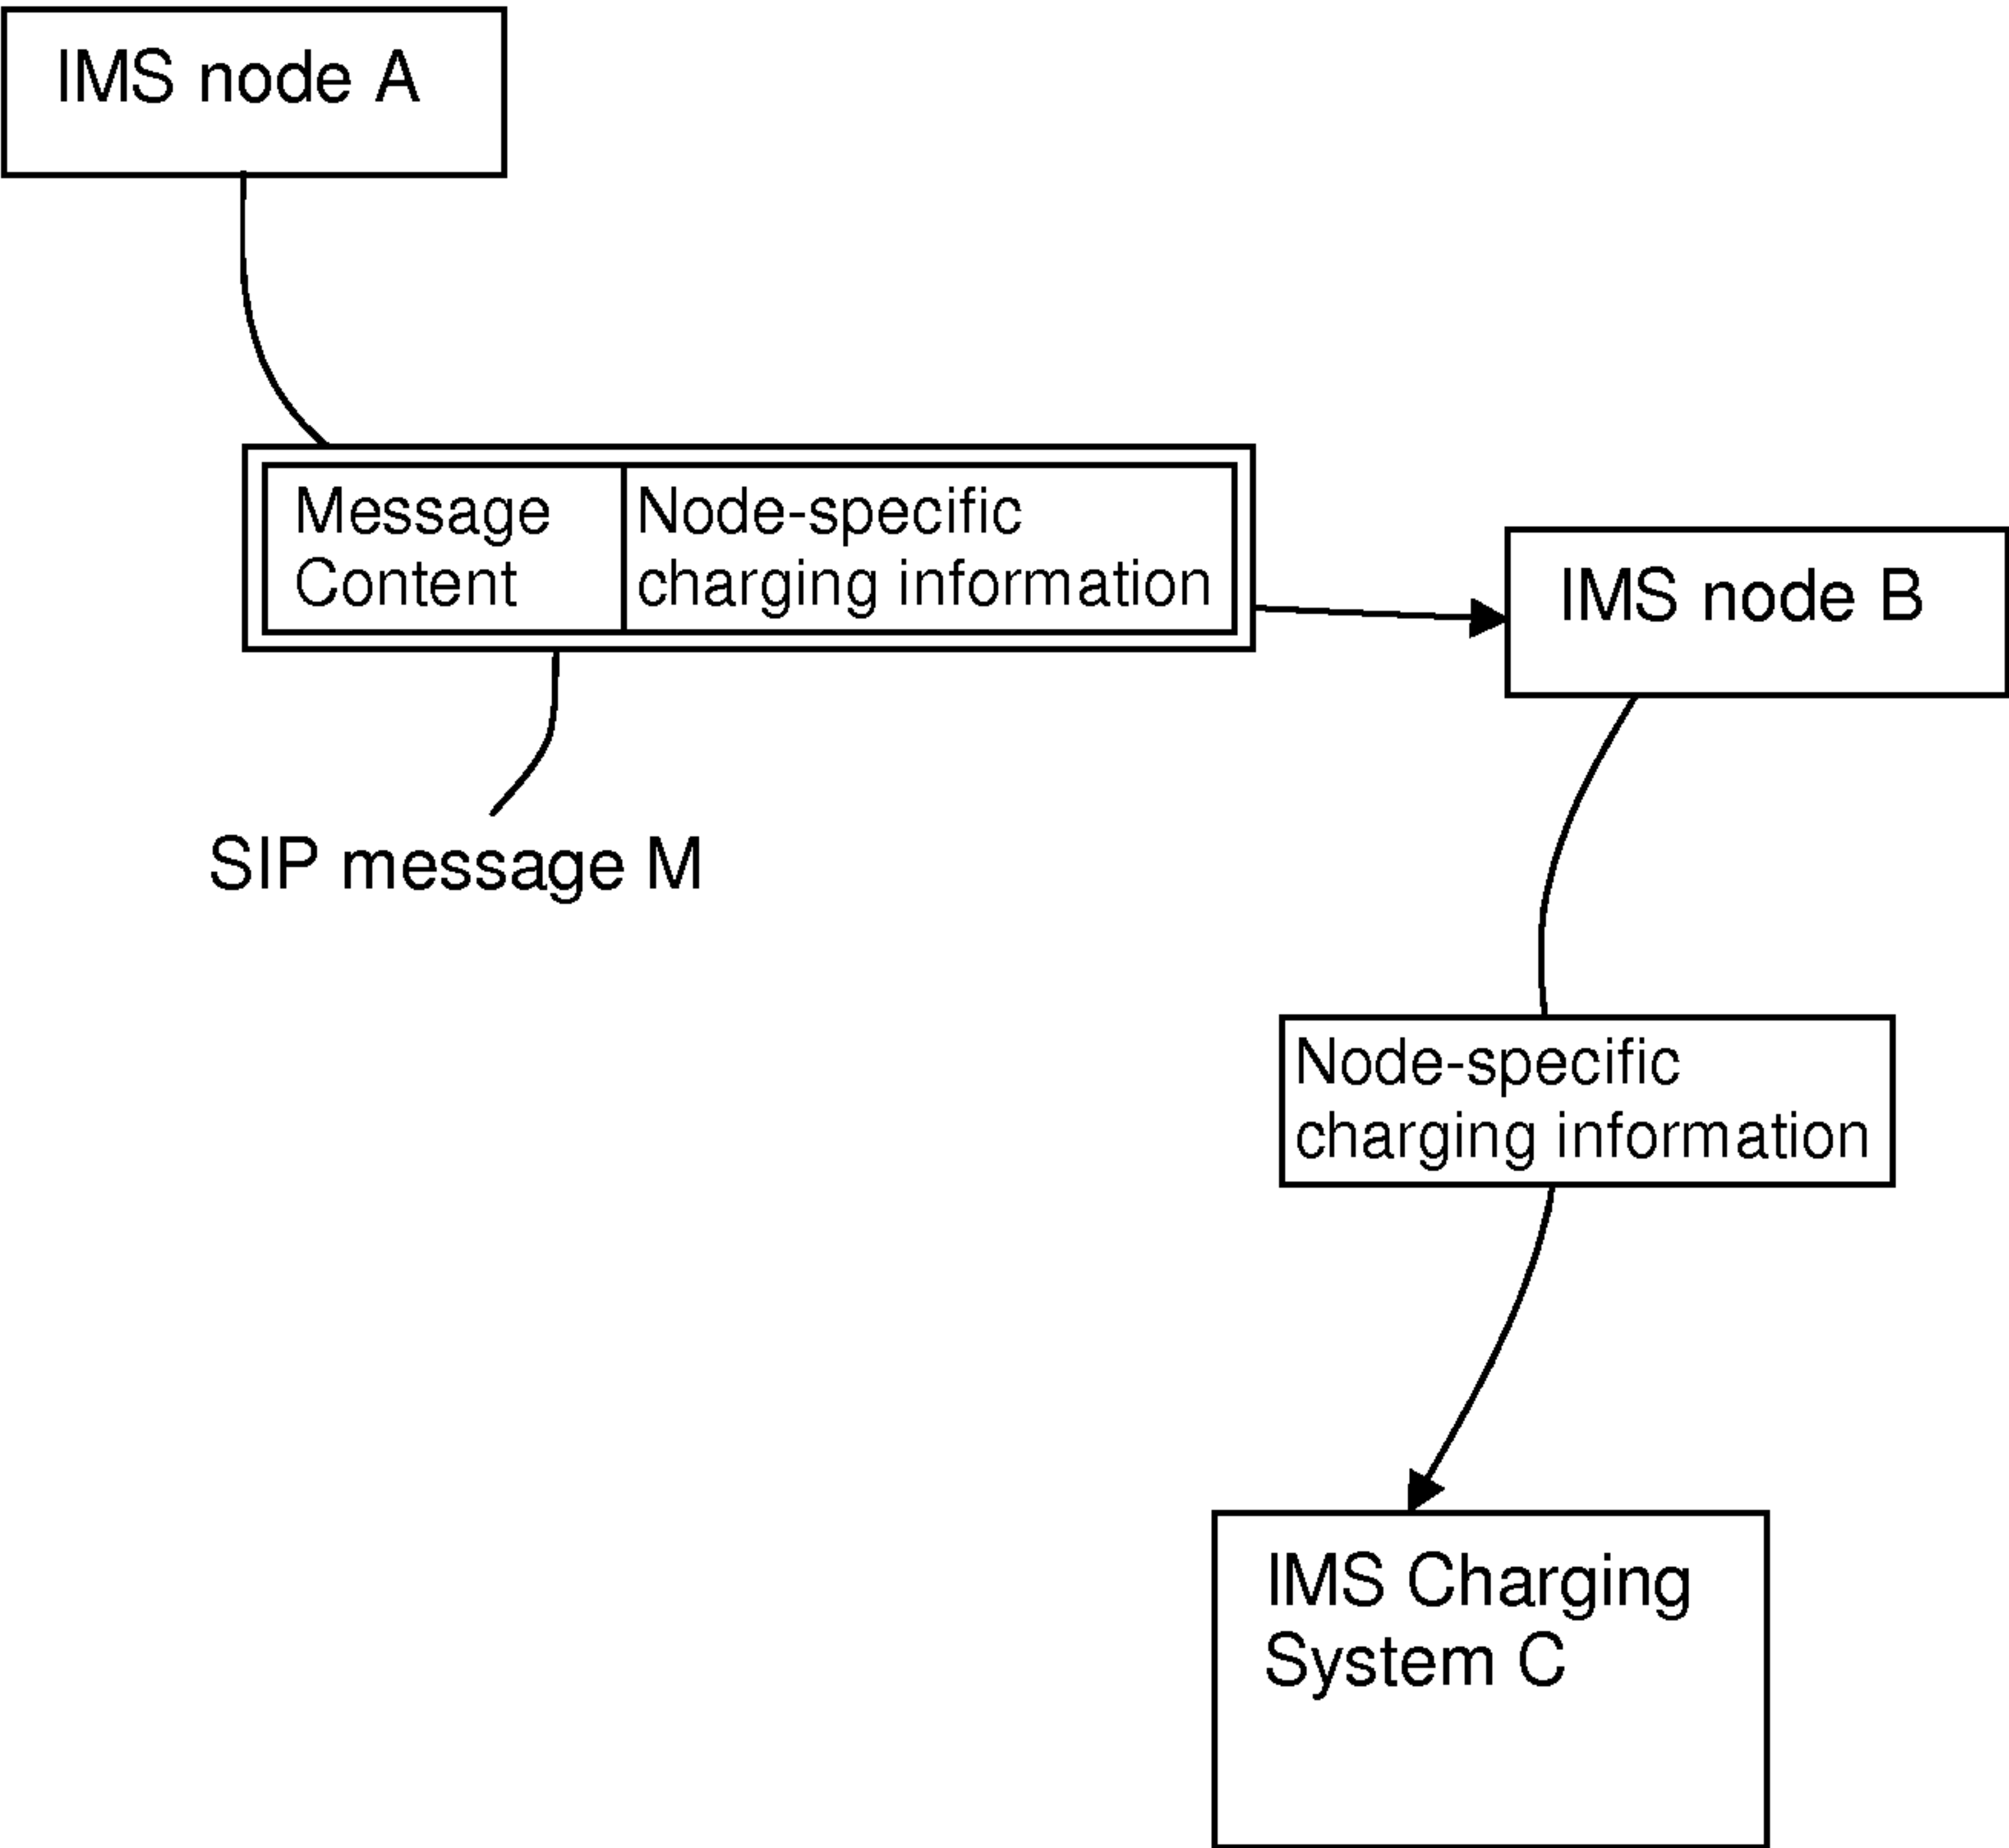 IMS node A
Message
Content
Node-specific
charging information
IMS node B
SIP message M
Node-specific
charging information
IMS Charging
System C